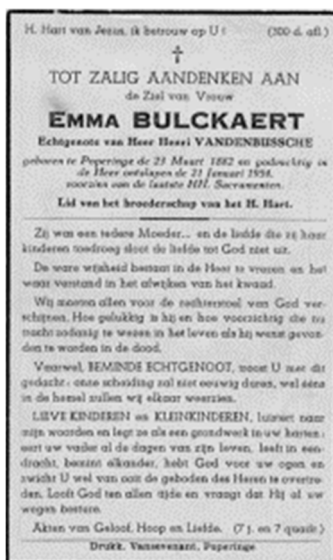 H. Hart van Jesus, ik betrouw op U! (300 d. afl.)
TOT ZALIG AANDENKEN AAN
de Ziel van Vrouw
EMMA BULCKAERT
Echtgenote van Heer Henri VANDENBUSSCHE
geboren te Poperinge de 23 Maart 1882 en godvruchtig in
de Heer ontslapen de 21 Januari 1958,
voorzien van de laatste HH. Sacramenten.
Lid van het broederschap van het H. Hart.
Zij was een tedere Moeder... en de liefde die zij haar
kinderen toedroeg sloot de liefde tot God niet uit.
De ware wijsheid bestaat in de Heer te vrezen en het
waar verstand in het afwijken van het kwaad.
Wij moeten allen voor de rechterstoel van God ver-
schijnen. Hoe gelukkig is hij en hoe voorzichtig die nu
tracht zodanig te wezen in het leven als hij wenst gevon-
den te worden in de dood.
Vaarwel, BEMINDE ECHTGENOOT, troost U met dit
gedacht: onze scheiding zal niet eeuwig duren, wel eens
in de hemel zullen wij elkaar weerzien.
LIEVE KINDEREN en KLEINKINDEREN, luistert naar
mijn woorden en legt ze als een grondwerk in uw harten:
eert uw vader al de dagen van zijn leven, leeft in een-
dracht, bemint elkander, hebt God voor uw ogen en
zwicht U wel van ooit de geboden des Heren te overtre-
den. Looft God ten allen tijde en vraagt dat Hij al uw
wegen besture.
Akten van Geloof, Hoop en Liefde. (7 j. en 7 quadr.)
Drukk. Vansevenant, Poperinge